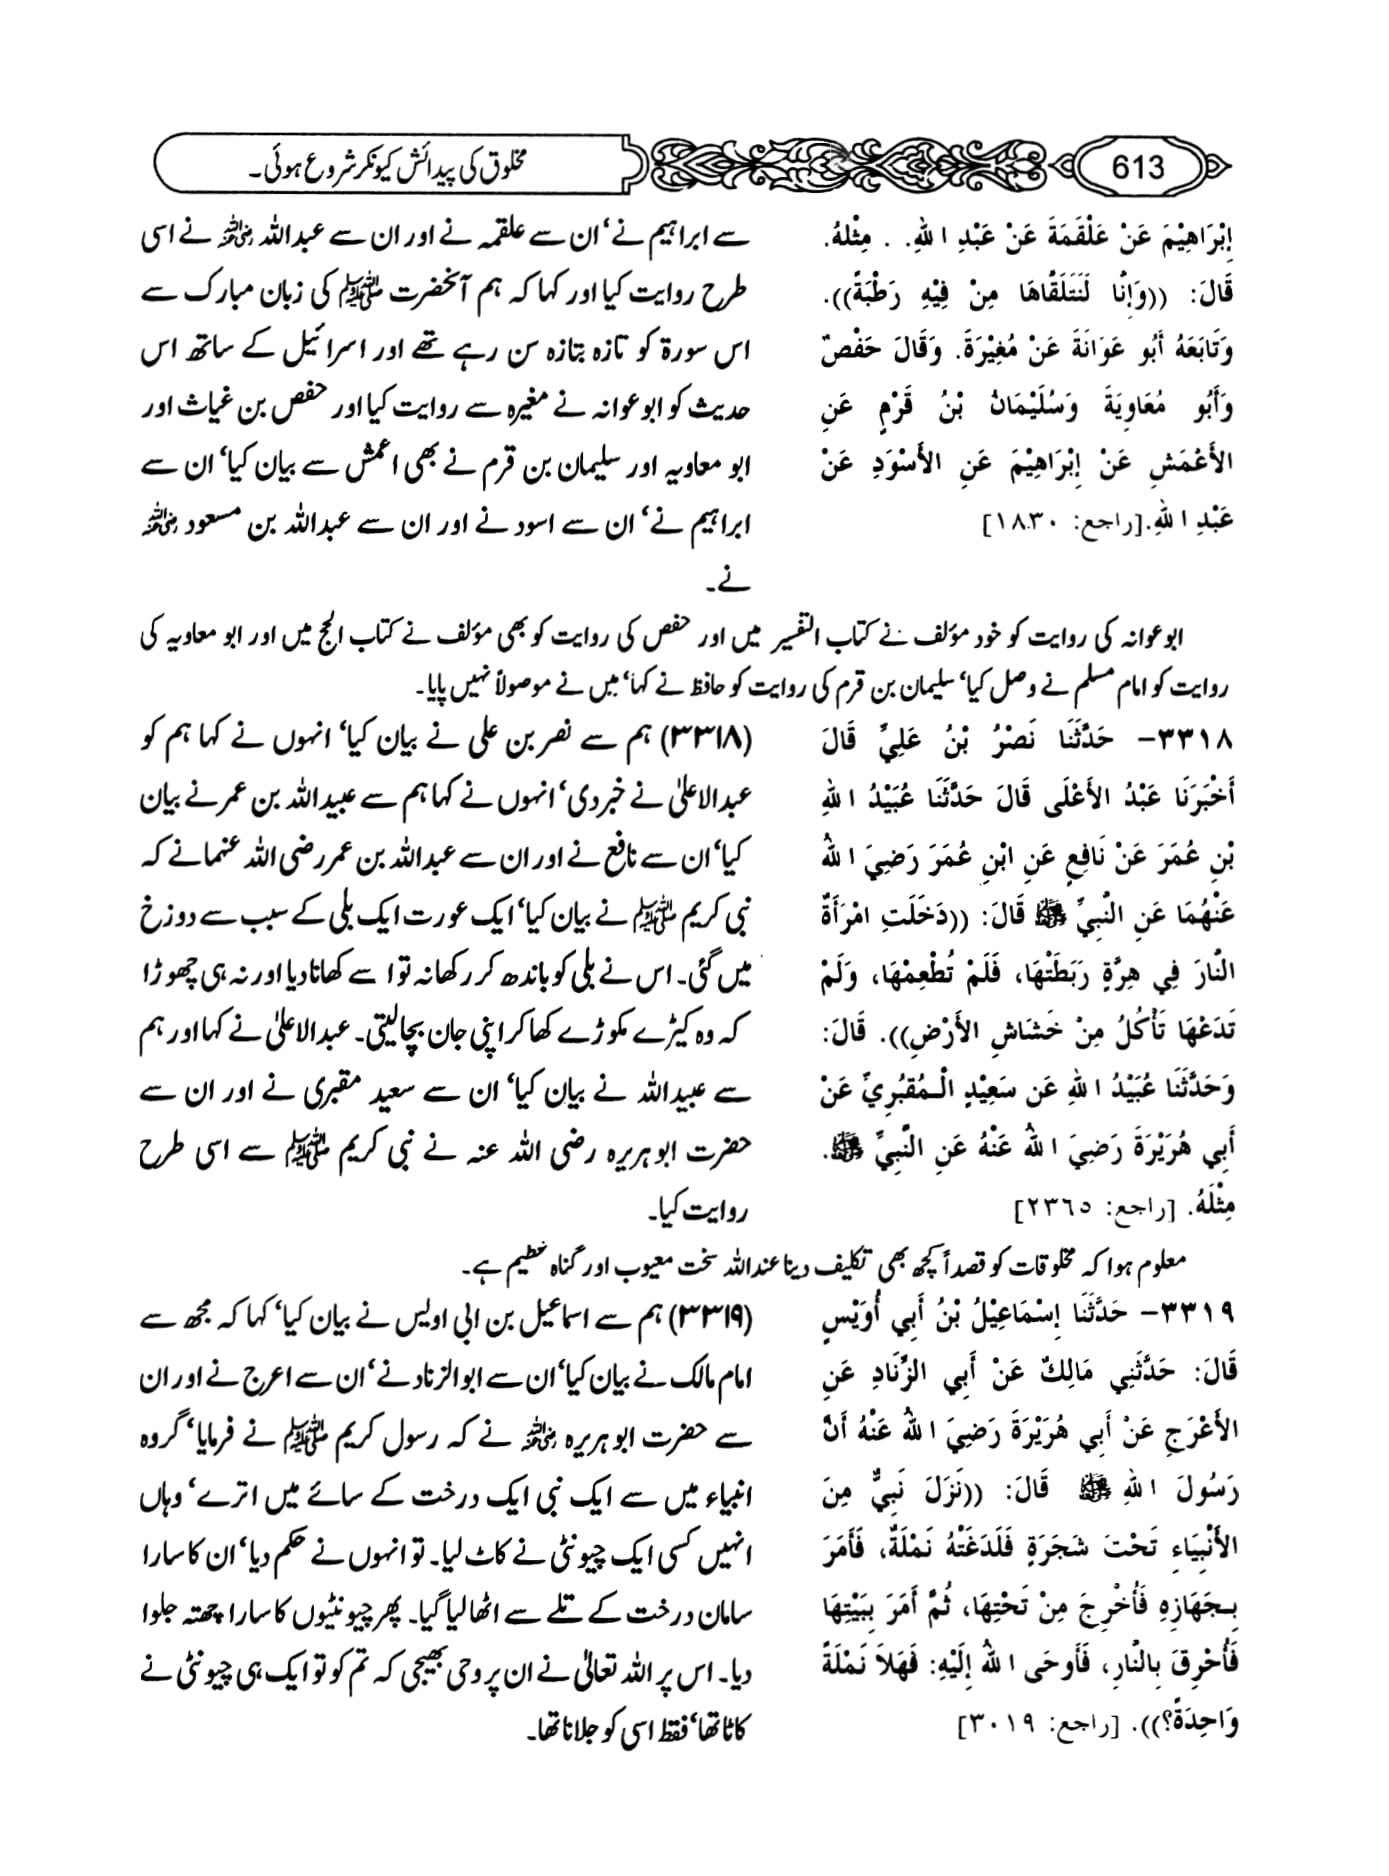 613
مخلوق کی پیدائش کیونکر شروع ہوئی۔
إِبْرَاهِيْمَ عَنْ عَلْقَمَةَ عَنْ عَبْدِ اللهِ. . مِثْلهُ.
قَالَ: ((وَإِنَّا لَنَتَلَقَّاهَا مِنْ فِيْهِ رَطْبَةً)).
وَتَابَعَهُ أَبُو عَوَانَةَ عَنْ مُغِيْرَةَ. وَقَالَ حَفْصٌ
وَأَبُو مُعَاوِيَةَ وَسُلَيْمَانُ بْنُ قَرْمٍ عَنِ
الأَعْمَشِ عَنْ إِبْرَاهِيْمَ عَنِ الأَسْوَدِ عَنْ
عَبْدِ اللهِ.[راجع: ١٨٣٠]
سے ابراہیم نے‘ ان سے علقمہ نے اور ان سے عبداللہ رضی اللہ عنہ نے اسی
طرح روایت کیا اور کہا کہ ہم آنحضرت ﷺ کی زبان مبارک سے
اس سورۃ کو تازہ بتازہ سن رہے تھے اور اسرائیل کے ساتھ اس
حدیث کو ابوعوانہ نے مغیرہ سے روایت کیا اور حفص بن غیاث اور
ابو معاویہ اور سلیمان بن قرم نے بھی اعمش سے بیان کیا‘ ان سے
ابراہیم نے‘ ان سے اسود نے اور ان سے عبداللہ بن مسعود رضی اللہ عنہ
نے۔
ابوعوانہ کی روایت کو خود مؤلف نے کتاب التفسیر میں اور حفص کی روایت کو بھی مؤلف نے کتاب الحج میں اور ابو معاویہ کی
روایت کو امام مسلم نے وصل کیا‘ سلیمان بن قرم کی روایت کو حافظ نے کہا‘ میں نے موصولاً نہیں پایا۔
٣٣١٨- حَدَّثَنَا نَصْرُ بْنُ عَلِيٍّ قَالَ
أَخْبَرَنَا عَبْدُ الأَعْلَى قَالَ حَدَّثَنَا عُبَيْدُ اللهِ
بْنِ عُمَرَ عَنْ نَافِعٍ عَنِ ابْنِ عُمَرَ رَضِيَ اللهُ
عَنْهُمَا عَنِ النَّبِيِّ ﷺ قَالَ: ((دَخَلَتِ امْرَأَةٌ
النَّارَ فِي هِرَّةٍ رَبَطَتْهَا، فَلَمْ تُطْعِمْهَا، وَلَمْ
تَدَعْهَا تَأْكُلُ مِنْ خَشَاشِ الأَرْضِ)). قَالَ:
وَحَدَّثَنَا عُبَيْدُ اللهِ عَن سَعِيْدٍ الْمَقْبُرِيِّ عَنْ
أَبِي هُرَيْرَةَ رَضِيَ اللهُ عَنْهُ عَنِ النَّبِيِّ ﷺ.
مِثْلَهُ. [راجع: ٢٣٦٥]
(۳۳۱۸) ہم سے نصر بن علی نے بیان کیا‘ انہوں نے کہا ہم کو
عبدالاعلیٰ نے خبر دی‘ انہوں نے کہا ہم سے عبیداللہ بن عمر نے بیان
کیا‘ ان سے نافع نے اور ان سے عبداللہ بن عمر رضی اللہ عنہما نے کہ
نبی کریم ﷺ نے بیان کیا‘ ایک عورت ایک بلی کے سبب سے دوزخ
میں گئی۔ اس نے بلی کو باندھ کر رکھا نہ تو اسے کھانا دیا اور نہ ہی چھوڑا
کہ وہ کیڑے مکوڑے کھا کر اپنی جان بچا لیتی۔ عبدالاعلیٰ نے کہا اور ہم
سے عبیداللہ نے بیان کیا‘ ان سے سعید مقبری نے اور ان سے
حضرت ابوہریرہ رضی اللہ عنہ نے نبی کریم ﷺ سے اسی طرح
روایت کیا۔
معلوم ہوا کہ مخلوقات کو قصداً کچھ بھی تکلیف دینا عنداللہ سخت معیوب اور گناہ عظیم ہے۔
٣٣١٩- حَدَّثَنَا إِسْمَاعِيْلُ بْنُ أَبِي أُوَيْسٍ
قَالَ: حَدَّثَنِي مَالِكٌ عَنْ أَبِي الزِّنَادِ عَنِ
الأَعْرَجِ عَنْ أَبِي هُرَيْرَةَ رَضِيَ اللهُ عَنْهُ أَنَّ
رَسُولَ اللهِ ﷺ قَالَ: ((نَزَلَ نَبِيٌّ مِنَ
الأَنْبِيَاءِ تَحْتَ شَجَرَةٍ فَلَدَغَتْهُ نَمْلَةٌ، فَأَمَرَ
بِجَهَازِهِ فَأُخْرِجَ مِنْ تَحْتِهَا، ثُمَّ أَمَرَ بِبَيْتِهَا
فَأُحْرِقَ بِالنَّارِ، فَأَوحَى اللهُ إِلَيْهِ: فَهَلاَ نَمْلَةً
وَاحِدَةً؟)). [راجع: ٣٠١٩]
(۳۳۱۹) ہم سے اسماعیل بن ابی اویس نے بیان کیا‘ کہا کہ مجھ سے
امام مالک نے بیان کیا‘ ان سے ابوالزناد نے‘ ان سے اعرج نے اور ان
سے حضرت ابوہریرہ رضی اللہ عنہ نے کہ رسول کریم ﷺ نے فرمایا‘ گروہ
انبیاء میں سے ایک نبی ایک درخت کے سائے میں اترے‘ وہاں
انہیں کسی ایک چیونٹی نے کاٹ لیا۔ تو انہوں نے حکم دیا‘ ان کا سارا
سامان درخت کے تلے سے اٹھا لیا گیا۔ پھر چیونٹیوں کا سارا چھتہ جلوا
دیا۔ اس پر اللہ تعالیٰ نے ان پر وحی بھیجی کہ تم کو تو ایک ہی چیونٹی نے
کاٹا تھا‘ فقط اسی کو جلانا تھا۔